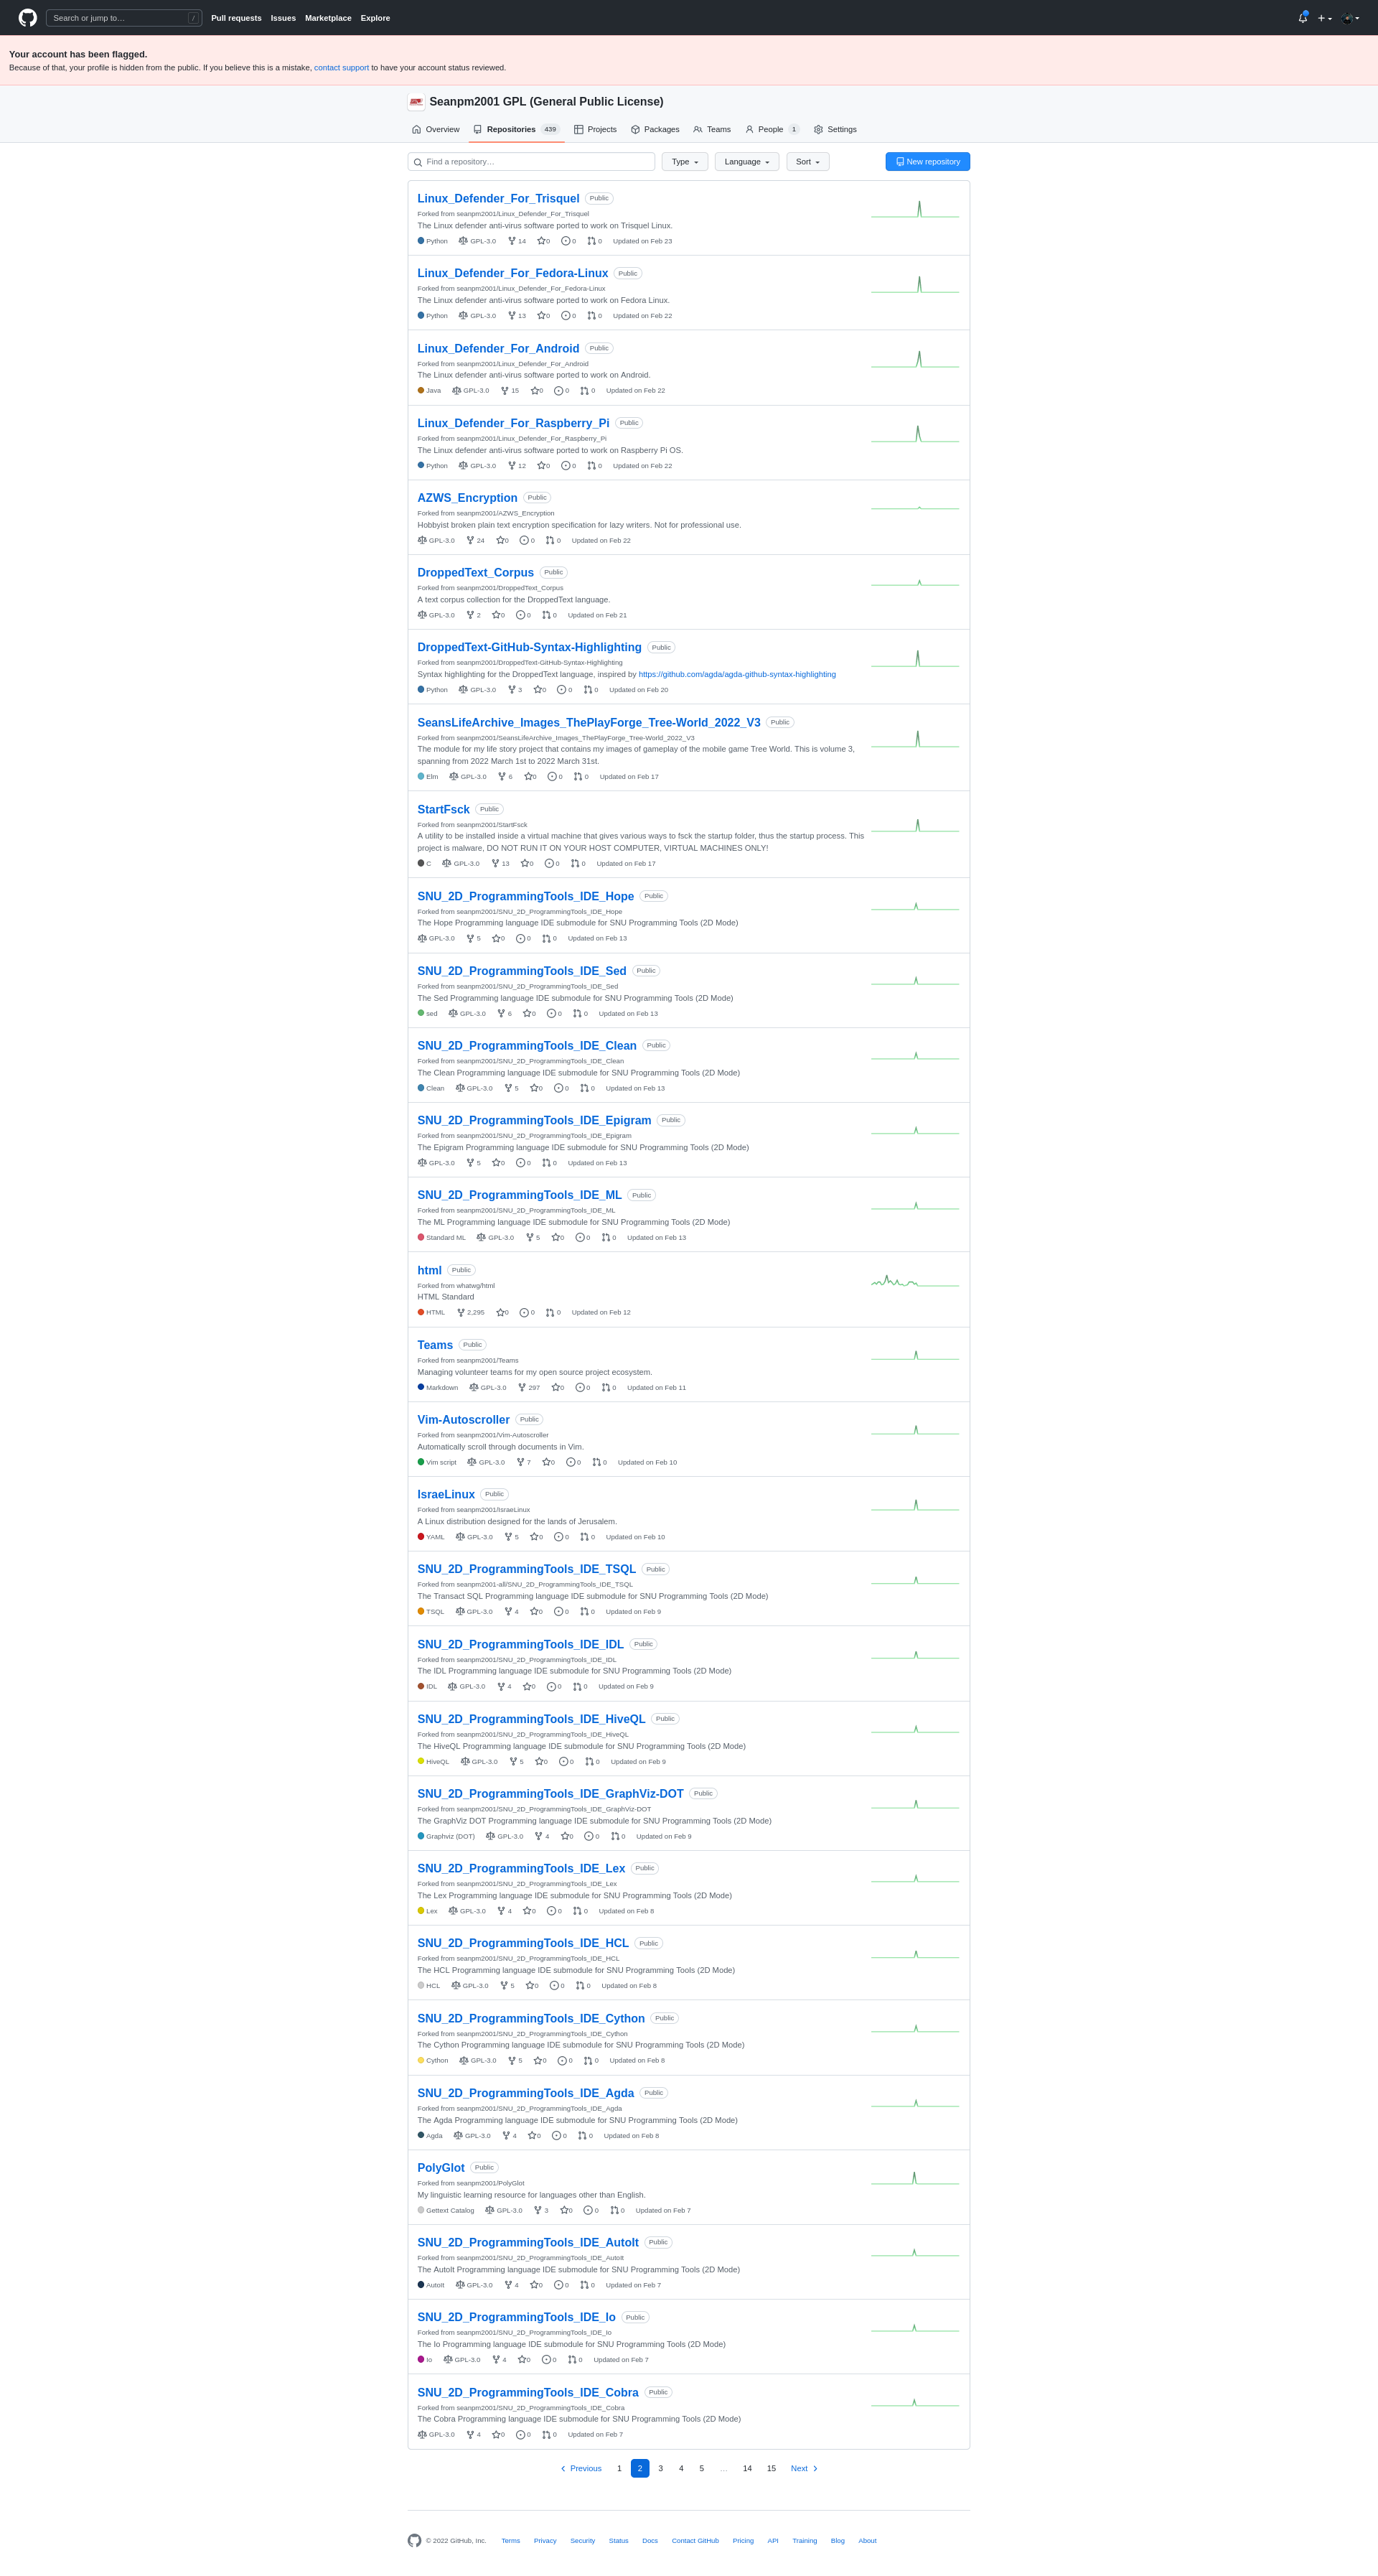 Search or jump to…
/
Pull requests Issues Marketplace Explore
Your account has been flagged.
Because of that, your profile is hidden from the public. If you believe this is a mistake, contact support to have your account status reviewed.
Seanpm2001 GPL (General Public License)
Overview Repositories 439 Projects Packages Teams People 1 Settings
Find a repository… Type Language Sort New repository
Linux_Defender_For_Trisquel Public
Forked from seanpm2001/Linux_Defender_For_Trisquel
The Linux defender anti-virus software ported to work on Trisquel Linux.
Python GPL-3.0 14 0 0 0 Updated on Feb 23
Linux_Defender_For_Fedora-Linux Public
Forked from seanpm2001/Linux_Defender_For_Fedora-Linux
The Linux defender anti-virus software ported to work on Fedora Linux.
Python GPL-3.0 13 0 0 0 Updated on Feb 22
Linux_Defender_For_Android Public
Forked from seanpm2001/Linux_Defender_For_Android
The Linux defender anti-virus software ported to work on Android.
Java GPL-3.0 15 0 0 0 Updated on Feb 22
Linux_Defender_For_Raspberry_Pi Public
Forked from seanpm2001/Linux_Defender_For_Raspberry_Pi
The Linux defender anti-virus software ported to work on Raspberry Pi OS.
Python GPL-3.0 12 0 0 0 Updated on Feb 22
AZWS_Encryption Public
Forked from seanpm2001/AZWS_Encryption
Hobbyist broken plain text encryption specification for lazy writers. Not for professional use.
GPL-3.0 24 0 0 0 Updated on Feb 22
DroppedText_Corpus Public
Forked from seanpm2001/DroppedText_Corpus
A text corpus collection for the DroppedText language.
GPL-3.0 2 0 0 0 Updated on Feb 21
DroppedText-GitHub-Syntax-Highlighting Public
Forked from seanpm2001/DroppedText-GitHub-Syntax-Highlighting
Syntax highlighting for the DroppedText language, inspired by https://github.com/agda/agda-github-syntax-highlighting
Python GPL-3.0 3 0 0 0 Updated on Feb 20
SeansLifeArchive_Images_ThePlayForge_Tree-World_2022_V3 Public
Forked from seanpm2001/SeansLifeArchive_Images_ThePlayForge_Tree-World_2022_V3
The module for my life story project that contains my images of gameplay of the mobile game Tree World. This is volume 3,
spanning from 2022 March 1st to 2022 March 31st.
Elm GPL-3.0 6 0 0 0 Updated on Feb 17
StartFsck Public
Forked from seanpm2001/StartFsck
A utility to be installed inside a virtual machine that gives various ways to fsck the startup folder, thus the startup process. This
project is malware, DO NOT RUN IT ON YOUR HOST COMPUTER, VIRTUAL MACHINES ONLY!
C GPL-3.0 13 0 0 0 Updated on Feb 17
SNU_2D_ProgrammingTools_IDE_Hope Public
Forked from seanpm2001/SNU_2D_ProgrammingTools_IDE_Hope
The Hope Programming language IDE submodule for SNU Programming Tools (2D Mode)
GPL-3.0 5 0 0 0 Updated on Feb 13
SNU_2D_ProgrammingTools_IDE_Sed Public
Forked from seanpm2001/SNU_2D_ProgrammingTools_IDE_Sed
The Sed Programming language IDE submodule for SNU Programming Tools (2D Mode)
sed GPL-3.0 6 0 0 0 Updated on Feb 13
SNU_2D_ProgrammingTools_IDE_Clean Public
Forked from seanpm2001/SNU_2D_ProgrammingTools_IDE_Clean
The Clean Programming language IDE submodule for SNU Programming Tools (2D Mode)
Clean GPL-3.0 5 0 0 0 Updated on Feb 13
SNU_2D_ProgrammingTools_IDE_Epigram Public
Forked from seanpm2001/SNU_2D_ProgrammingTools_IDE_Epigram
The Epigram Programming language IDE submodule for SNU Programming Tools (2D Mode)
GPL-3.0 5 0 0 0 Updated on Feb 13
SNU_2D_ProgrammingTools_IDE_ML Public
Forked from seanpm2001/SNU_2D_ProgrammingTools_IDE_ML
The ML Programming language IDE submodule for SNU Programming Tools (2D Mode)
Standard ML GPL-3.0 5 0 0 0 Updated on Feb 13
html Public
Forked from whatwg/html
HTML Standard
HTML 2,295 0 0 0 Updated on Feb 12
Teams Public
Forked from seanpm2001/Teams
Managing volunteer teams for my open source project ecosystem.
Markdown GPL-3.0 297 0 0 0 Updated on Feb 11
Vim-Autoscroller Public
Forked from seanpm2001/Vim-Autoscroller
Automatically scroll through documents in Vim.
Vim script GPL-3.0 7 0 0 0 Updated on Feb 10
IsraeLinux Public
Forked from seanpm2001/IsraeLinux
A Linux distribution designed for the lands of Jerusalem.
YAML GPL-3.0 5 0 0 0 Updated on Feb 10
SNU_2D_ProgrammingTools_IDE_TSQL Public
Forked from seanpm2001-all/SNU_2D_ProgrammingTools_IDE_TSQL
The Transact SQL Programming language IDE submodule for SNU Programming Tools (2D Mode)
TSQL GPL-3.0 4 0 0 0 Updated on Feb 9
SNU_2D_ProgrammingTools_IDE_IDL Public
Forked from seanpm2001/SNU_2D_ProgrammingTools_IDE_IDL
The IDL Programming language IDE submodule for SNU Programming Tools (2D Mode)
IDL GPL-3.0 4 0 0 0 Updated on Feb 9
SNU_2D_ProgrammingTools_IDE_HiveQL Public
Forked from seanpm2001/SNU_2D_ProgrammingTools_IDE_HiveQL
The HiveQL Programming language IDE submodule for SNU Programming Tools (2D Mode)
HiveQL GPL-3.0 5 0 0 0 Updated on Feb 9
SNU_2D_ProgrammingTools_IDE_GraphViz-DOT Public
Forked from seanpm2001/SNU_2D_ProgrammingTools_IDE_GraphViz-DOT
The GraphViz DOT Programming language IDE submodule for SNU Programming Tools (2D Mode)
Graphviz (DOT) GPL-3.0 4 0 0 0 Updated on Feb 9
SNU_2D_ProgrammingTools_IDE_Lex Public
Forked from seanpm2001/SNU_2D_ProgrammingTools_IDE_Lex
The Lex Programming language IDE submodule for SNU Programming Tools (2D Mode)
Lex GPL-3.0 4 0 0 0 Updated on Feb 8
SNU_2D_ProgrammingTools_IDE_HCL Public
Forked from seanpm2001/SNU_2D_ProgrammingTools_IDE_HCL
The HCL Programming language IDE submodule for SNU Programming Tools (2D Mode)
HCL GPL-3.0 5 0 0 0 Updated on Feb 8
SNU_2D_ProgrammingTools_IDE_Cython Public
Forked from seanpm2001/SNU_2D_ProgrammingTools_IDE_Cython
The Cython Programming language IDE submodule for SNU Programming Tools (2D Mode)
Cython GPL-3.0 5 0 0 0 Updated on Feb 8
SNU_2D_ProgrammingTools_IDE_Agda Public
Forked from seanpm2001/SNU_2D_ProgrammingTools_IDE_Agda
The Agda Programming language IDE submodule for SNU Programming Tools (2D Mode)
Agda GPL-3.0 4 0 0 0 Updated on Feb 8
PolyGlot Public
Forked from seanpm2001/PolyGlot
My linguistic learning resource for languages other than English.
Gettext Catalog GPL-3.0 3 0 0 0 Updated on Feb 7
SNU_2D_ProgrammingTools_IDE_AutoIt Public
Forked from seanpm2001/SNU_2D_ProgrammingTools_IDE_AutoIt
The AutoIt Programming language IDE submodule for SNU Programming Tools (2D Mode)
AutoIt GPL-3.0 4 0 0 0 Updated on Feb 7
SNU_2D_ProgrammingTools_IDE_Io Public
Forked from seanpm2001/SNU_2D_ProgrammingTools_IDE_Io
The Io Programming language IDE submodule for SNU Programming Tools (2D Mode)
Io GPL-3.0 4 0 0 0 Updated on Feb 7
SNU_2D_ProgrammingTools_IDE_Cobra Public
Forked from seanpm2001/SNU_2D_ProgrammingTools_IDE_Cobra
The Cobra Programming language IDE submodule for SNU Programming Tools (2D Mode)
GPL-3.0 4 0 0 0 Updated on Feb 7
Previous 1 2 3 4 5 … 14 15 Next
© 2022 GitHub, Inc. Terms Privacy Security Status Docs Contact GitHub Pricing API Training Blog About